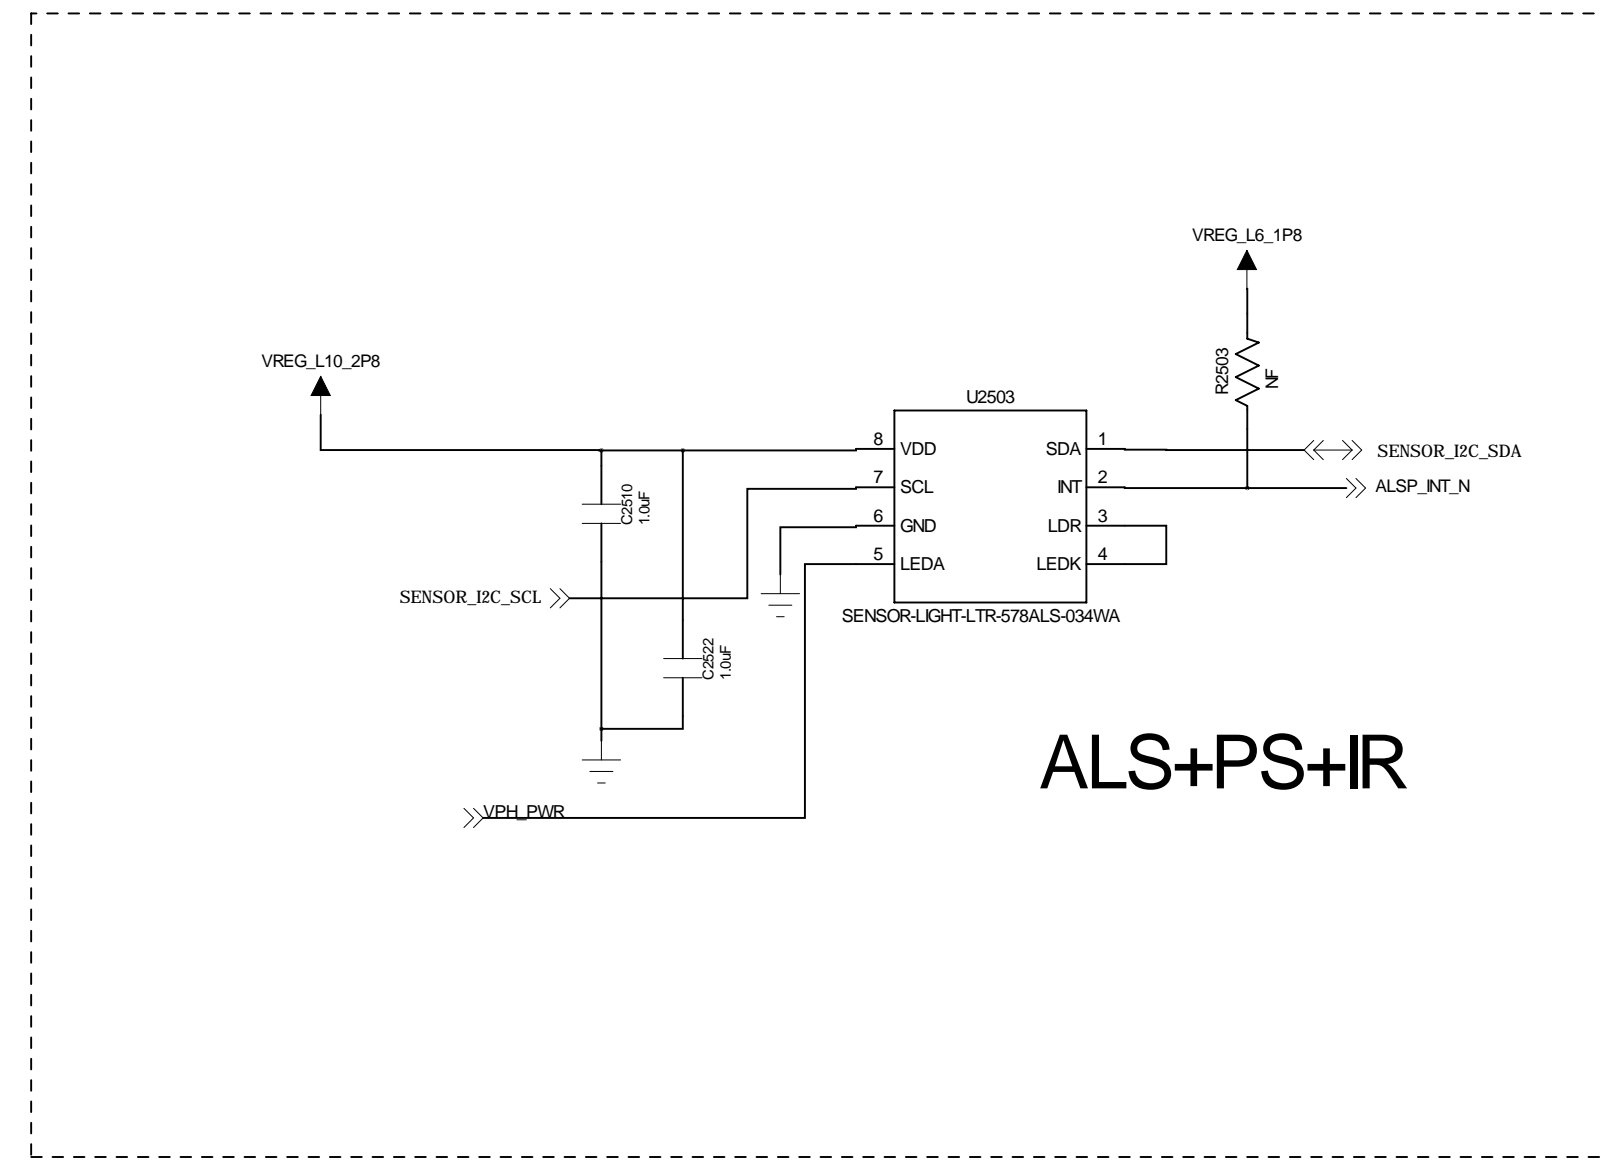 VREG_L6_1P8
R2503
NF
VREG_L10_2P8
U2503
8 VDD SDA 1
SENSOR_I2C_SDA
7 SCL INT 2
ALSP_INT_N
6 GND LDR 3
5 LEDA LEDK 4
C2510
1.0uF
SENSOR_I2C_SCL
SENSOR-LIGHT-LTR-578ALS-034WA
C2522
1.0uF
ALS+PS+IR
VPH_PWR